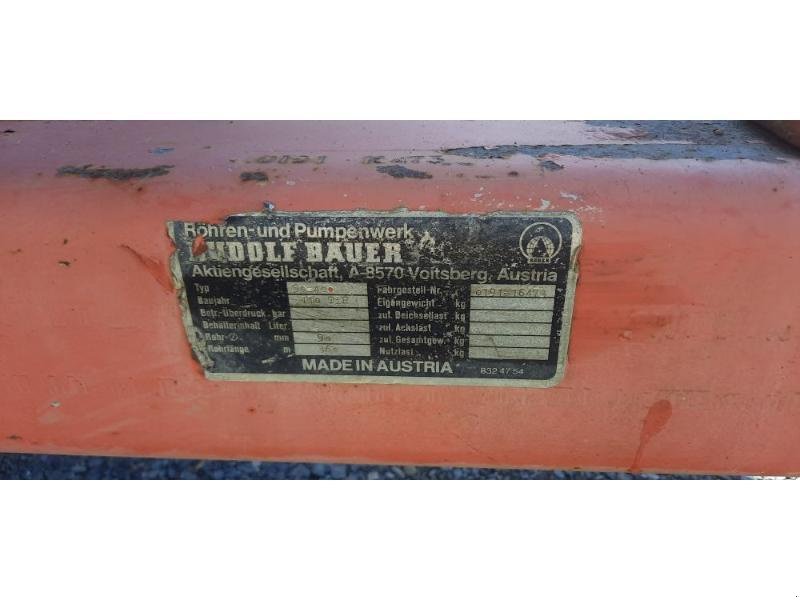 Röhren-und Pumpenwerk
RUDOLF BAUER
BAUER
Aktiengesellschaft, A-8570 Voitsberg, Austria
Typ Fahrgestell Nr.
Baujahr Eigengewicht kg
Betr.-Überdruck bar zul. Deichsellast kg
Behälterinhalt Liter zul. Achslast kg
Rohr-∅ mm 90 zul. Gesamtgew. kg
Rohrlänge m Nutzlast kg
MADE IN AUSTRIA
832 47 54